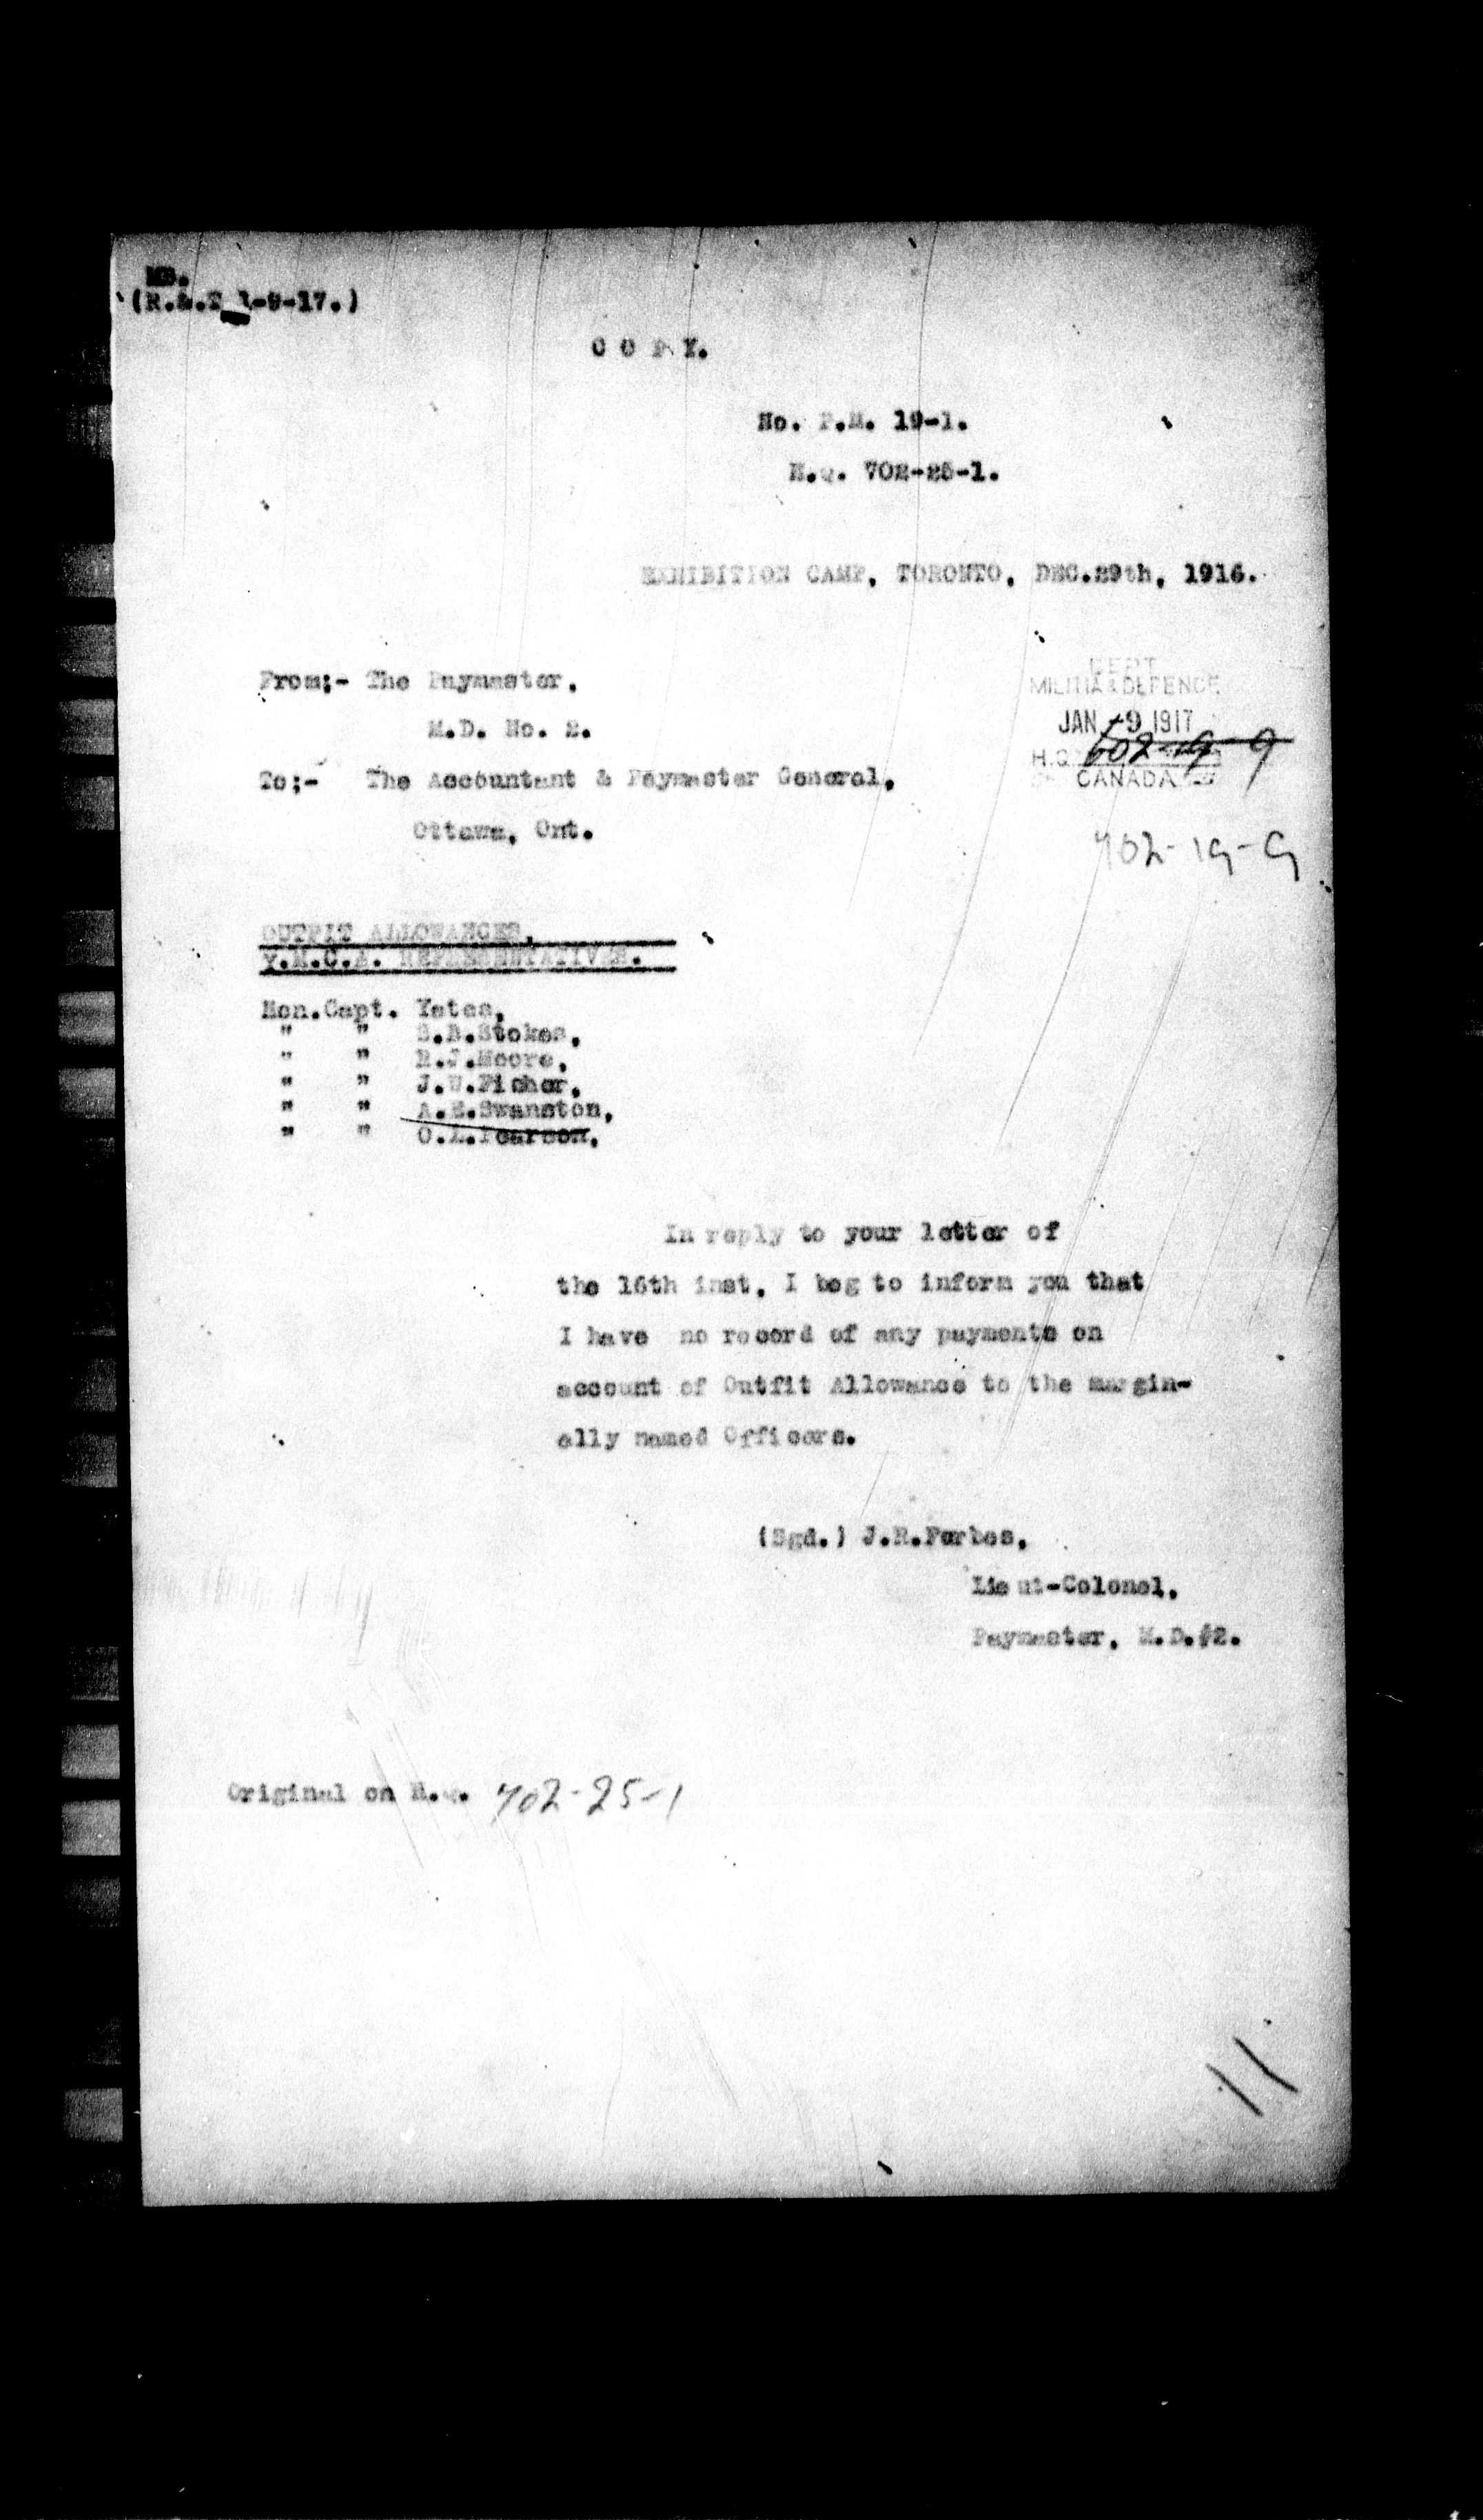 MS.
(R.&.T 1-9-17.)
C O P Y.
No. P.M. 19-1.
H.Q. 702-25-1.
EXHIBITION CAMP, TORONTO, DEC.29th, 1916.
From:- The Paymaster,
M.D. No. 2.
To:- The Accountant & Paymaster General,
Ottawa, Ont.
DEPT
MILITIA & DEFENCE
JAN -9 1917
H.Q. 602-19-9
CANADA
702-19-9
OUTFIT ALLOWANCES,
Y.M.C.A. REPRESENTATIVES.
Hon.Capt. Yates,
" " S.B.Stokes,
" " R.J.Moore,
" " J.W.Fisher,
" " A.E.Swanston,
" " O.L.Pearson,
In reply to your letter of
the 16th inst, I beg to inform you that
I have no record of any payments on
account of Outfit Allowance to the margin-
ally named Officers.
(Sgd.) J.R.Forbes,
Lieut-Colonel,
Paymaster, M.D.#2.
Original on H.Q. 702-25-1
11